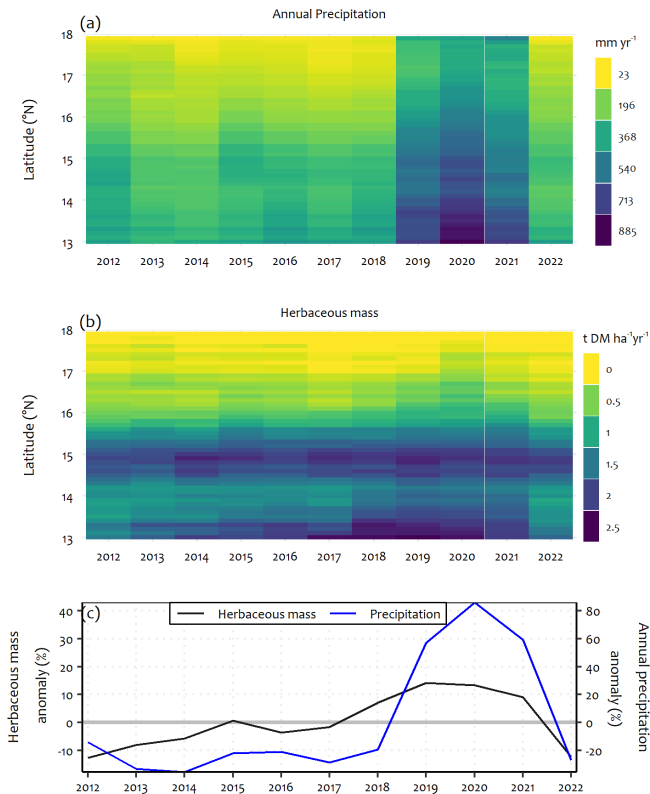 Annual Precipitation
(a)
18
17
16
15
14
13
Latitude (°N)
2012 2013 2014 2015 2016 2017 2018 2019 2020 2021 2022
mm yr⁻¹
23
196
368
540
713
885
Herbaceous mass
(b)
18
17
16
15
14
13
Latitude (°N)
2012 2013 2014 2015 2016 2017 2018 2019 2020 2021 2022
t DM ha⁻¹yr⁻¹
0
0.5
1
1.5
2
2.5
(c)
Herbaceous mass Precipitation
40
30
20
10
0
-10
Herbaceous mass
anomaly (%)
80
60
40
20
0
-20
Annual precipitation
anomaly (%)
2012 2013 2014 2015 2016 2017 2018 2019 2020 2021 2022